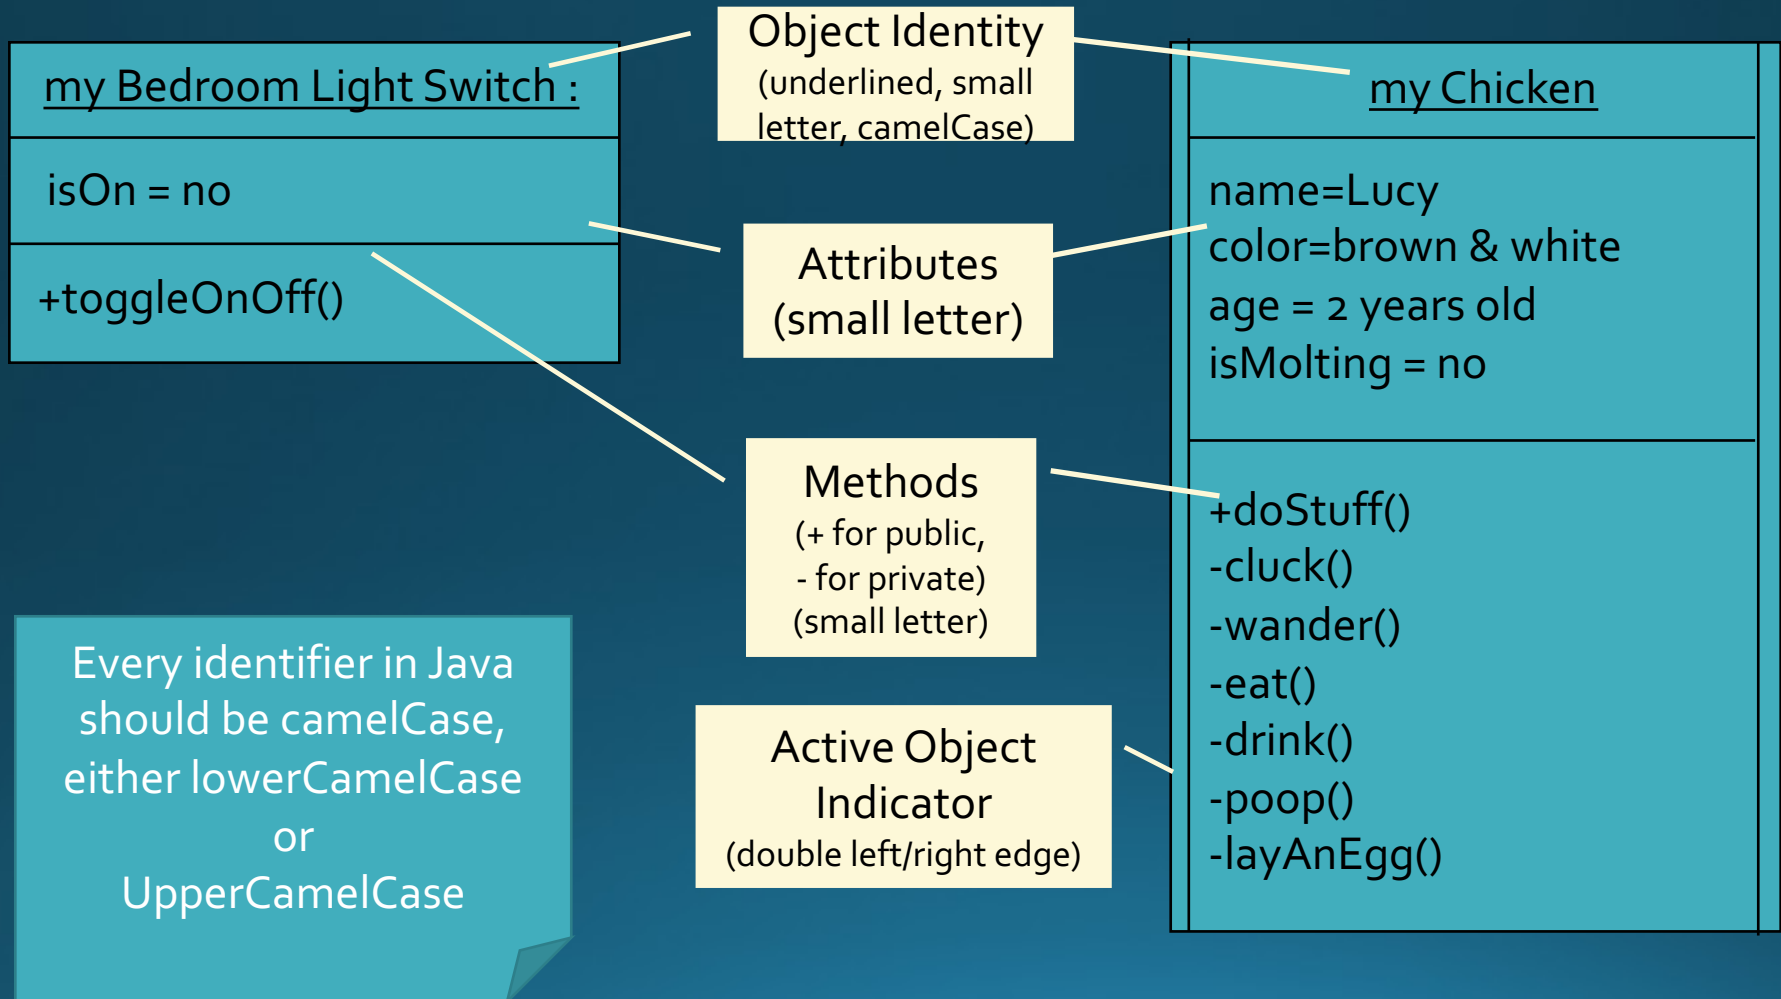 my Bedroom Light Switch :
isOn = no
+toggleOnOff()
Object Identity
(underlined, small
letter, camelCase)
Attributes
(small letter)
Methods
(+ for public,
- for private)
(small letter)
Active Object
Indicator
(double left/right edge)
my Chicken
name=Lucy
color=brown & white
age = 2 years old
isMolting = no
+doStuff()
-cluck()
-wander()
-eat()
-drink()
-poop()
-layAnEgg()
Every identifier in Java
should be camelCase,
either lowerCamelCase
or
UpperCamelCase